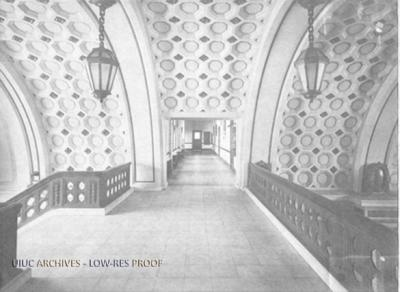 UIUC ARCHIVES - LOW-RES PROOF